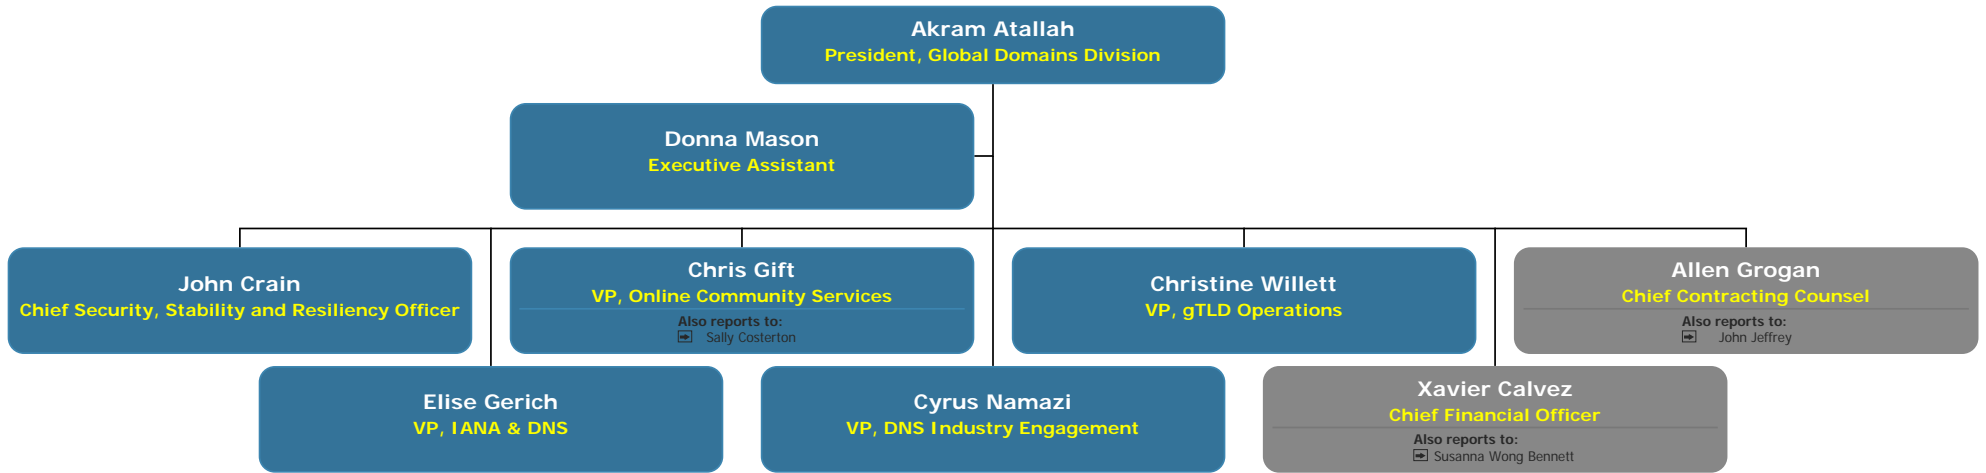 Akram Atallah
President, Global Domains Division
Donna Mason
Executive Assistant
John Crain
Chief Security, Stability and Resiliency Officer
Chris Gift
VP, Online Community Services
Also reports to:
Sally Costerton
Christine Willett
VP, gTLD Operations
Allen Grogan
Chief Contracting Counsel
Also reports to:
John Jeffrey
Elise Gerich
VP, IANA & DNS
Cyrus Namazi
VP, DNS Industry Engagement
Xavier Calvez
Chief Financial Officer
Also reports to:
Susanna Wong Bennett